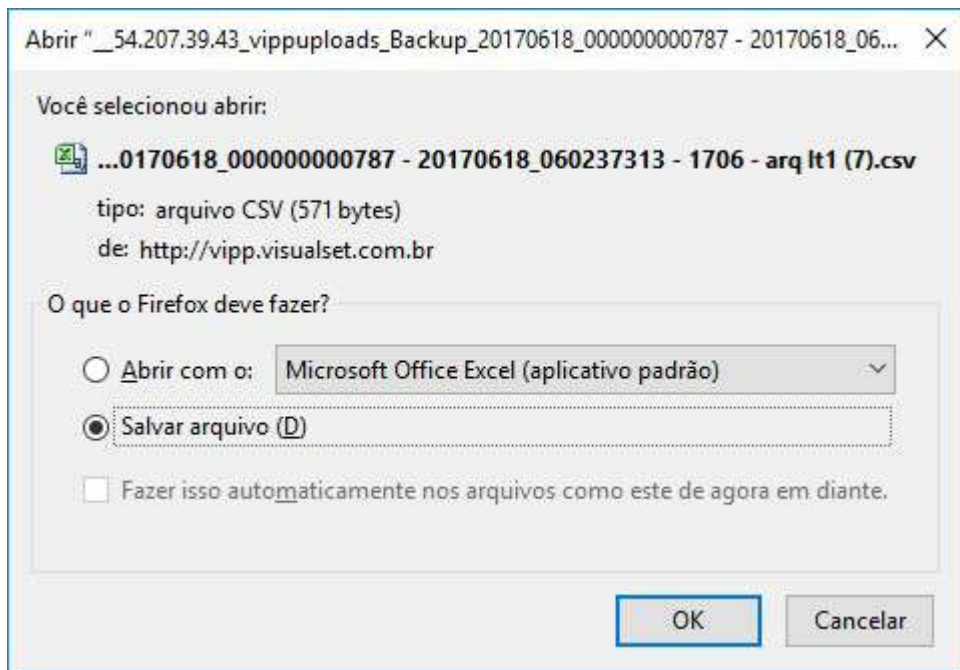 Abrir "__54.207.39.43_vippuploads_Backup_20170618_000000000787 - 20170618_06...
Você selecionou abrir:
...0170618_000000000787 - 20170618_060237313 - 1706 - arq lt1 (7).csv
tipo: arquivo CSV (571 bytes)
de: http://vipp.visualset.com.br
O que o Firefox deve fazer?
Abrir com o: Microsoft Office Excel (aplicativo padrão)
Salvar arquivo (D)
Fazer isso automaticamente nos arquivos como este de agora em diante.
OK Cancelar